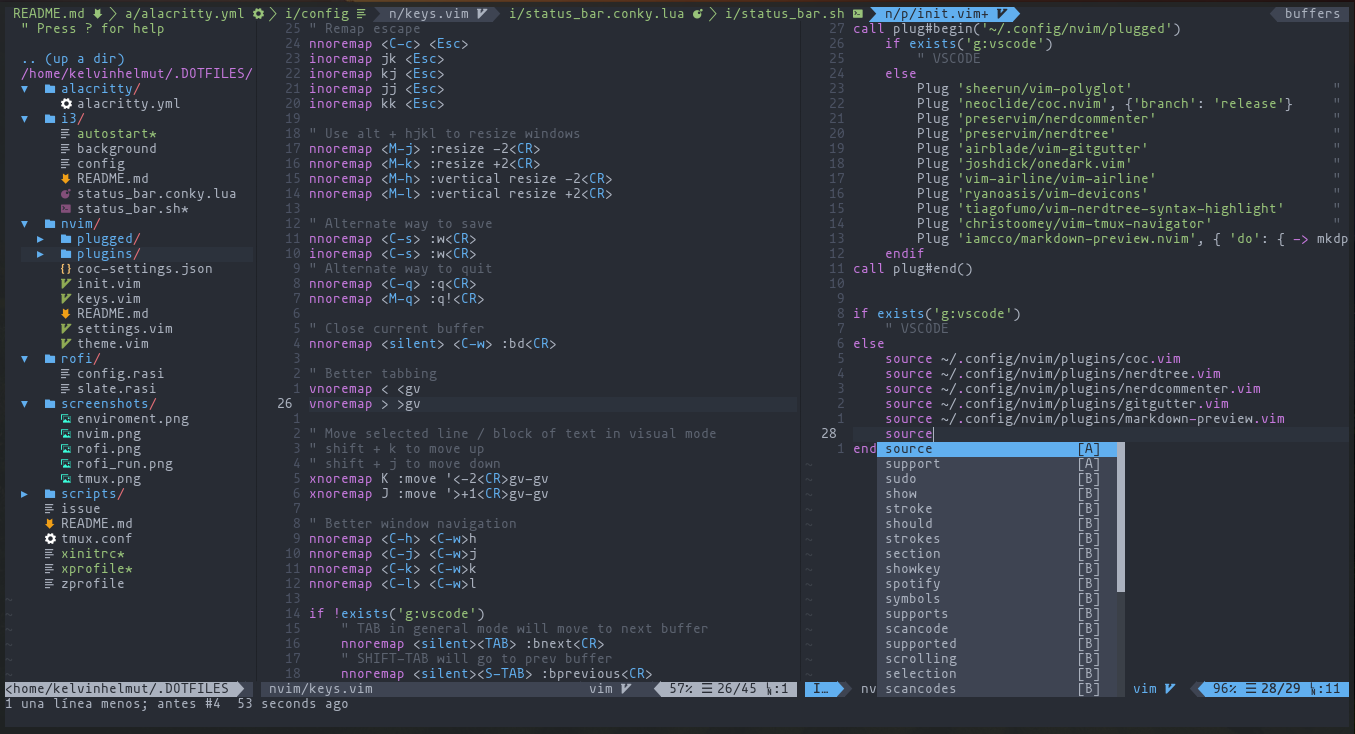 README.md > a/alacritty.yml > i/config n/keys.vim i/status_bar.conky.lua > i/status_bar.sh n/p/init.vim+ buffers
" Press ? for help
.. (up a dir)
/home/kelvinhelmut/.DOTFILES/
▼ alacritty/
alacritty.yml
▼ i3/
autostart*
background
config
README.md
status_bar.conky.lua
status_bar.sh*
▼ nvim/
▶ plugged/
▶ plugins/
coc-settings.json
init.vim
keys.vim
README.md
settings.vim
theme.vim
▼ rofi/
config.rasi
slate.rasi
▼ screenshots/
enviroment.png
nvim.png
rofi.png
rofi_run.png
tmux.png
▶ scripts/
issue
README.md
tmux.conf
xinitrc*
xprofile*
zprofile
~
~
~
~
~
~
</home/kelvinhelmut/.DOTFILES
25 " Remap escape
24 nnoremap <C-c> <Esc>
23 inoremap jk <Esc>
22 inoremap kj <Esc>
21 inoremap jj <Esc>
20 inoremap kk <Esc>
19
18 " Use alt + hjkl to resize windows
17 nnoremap <M-j> :resize -2<CR>
16 nnoremap <M-k> :resize +2<CR>
15 nnoremap <M-h> :vertical resize -2<CR>
14 nnoremap <M-l> :vertical resize +2<CR>
13
12 " Alternate way to save
11 nnoremap <C-s> :w<CR>
10 inoremap <C-s> :w<CR>
9 " Alternate way to quit
8 nnoremap <C-q> :q<CR>
7 nnoremap <M-q> :q!<CR>
6
5 " Close current buffer
4 nnoremap <silent> <C-w> :bd<CR>
3
2 " Better tabbing
1 vnoremap < <gv
26 vnoremap > >gv
1
2 " Move selected line / block of text in visual mode
3 " shift + k to move up
4 " shift + j to move down
5 xnoremap K :move '<-2<CR>gv-gv
6 xnoremap J :move '>+1<CR>gv-gv
7
8 " Better window navigation
9 nnoremap <C-h> <C-w>h
10 nnoremap <C-j> <C-w>j
11 nnoremap <C-k> <C-w>k
12 nnoremap <C-l> <C-w>l
13
14 if !exists('g:vscode')
15 " TAB in general mode will move to next buffer
16 nnoremap <silent><TAB> :bnext<CR>
17 " SHIFT-TAB will go to prev buffer
18 nnoremap <silent><S-TAB> :bprevious<CR>
nvim/keys.vim vim 57% ☰ 26/45 :1
27 call plug#begin('~/.config/nvim/plugged')
26 if exists('g:vscode')
25 " VSCODE
24 else
23 Plug 'sheerun/vim-polyglot' "
22 Plug 'neoclide/coc.nvim', {'branch': 'release'} "
21 Plug 'preservim/nerdcommenter' "
20 Plug 'preservim/nerdtree' "
19 Plug 'airblade/vim-gitgutter' "
18 Plug 'joshdick/onedark.vim' "
17 Plug 'vim-airline/vim-airline' "
16 Plug 'ryanoasis/vim-devicons' "
15 Plug 'tiagofumo/vim-nerdtree-syntax-highlight' "
14 Plug 'christoomey/vim-tmux-navigator' "
13 Plug 'iamcco/markdown-preview.nvim', { 'do': { -> mkdp
12 endif
11 call plug#end()
10
9
8 if exists('g:vscode')
7 " VSCODE
6 else
5 source ~/.config/nvim/plugins/coc.vim
4 source ~/.config/nvim/plugins/nerdtree.vim
3 source ~/.config/nvim/plugins/nerdcommenter.vim
2 source ~/.config/nvim/plugins/gitgutter.vim
1 source ~/.config/nvim/plugins/markdown-preview.vim
28 source
1 end
source [A]
support [A]
sudo [B]
show [B]
stroke [B]
should [B]
strokes [B]
section [B]
showkey [B]
spotify [B]
symbols [B]
supports [B]
scancode [B]
supported [B]
scrolling [B]
selection [B]
scancodes [B]
I… nv vim 96% ☰ 28/29 :11
1 una línea menos; antes #4 53 seconds ago